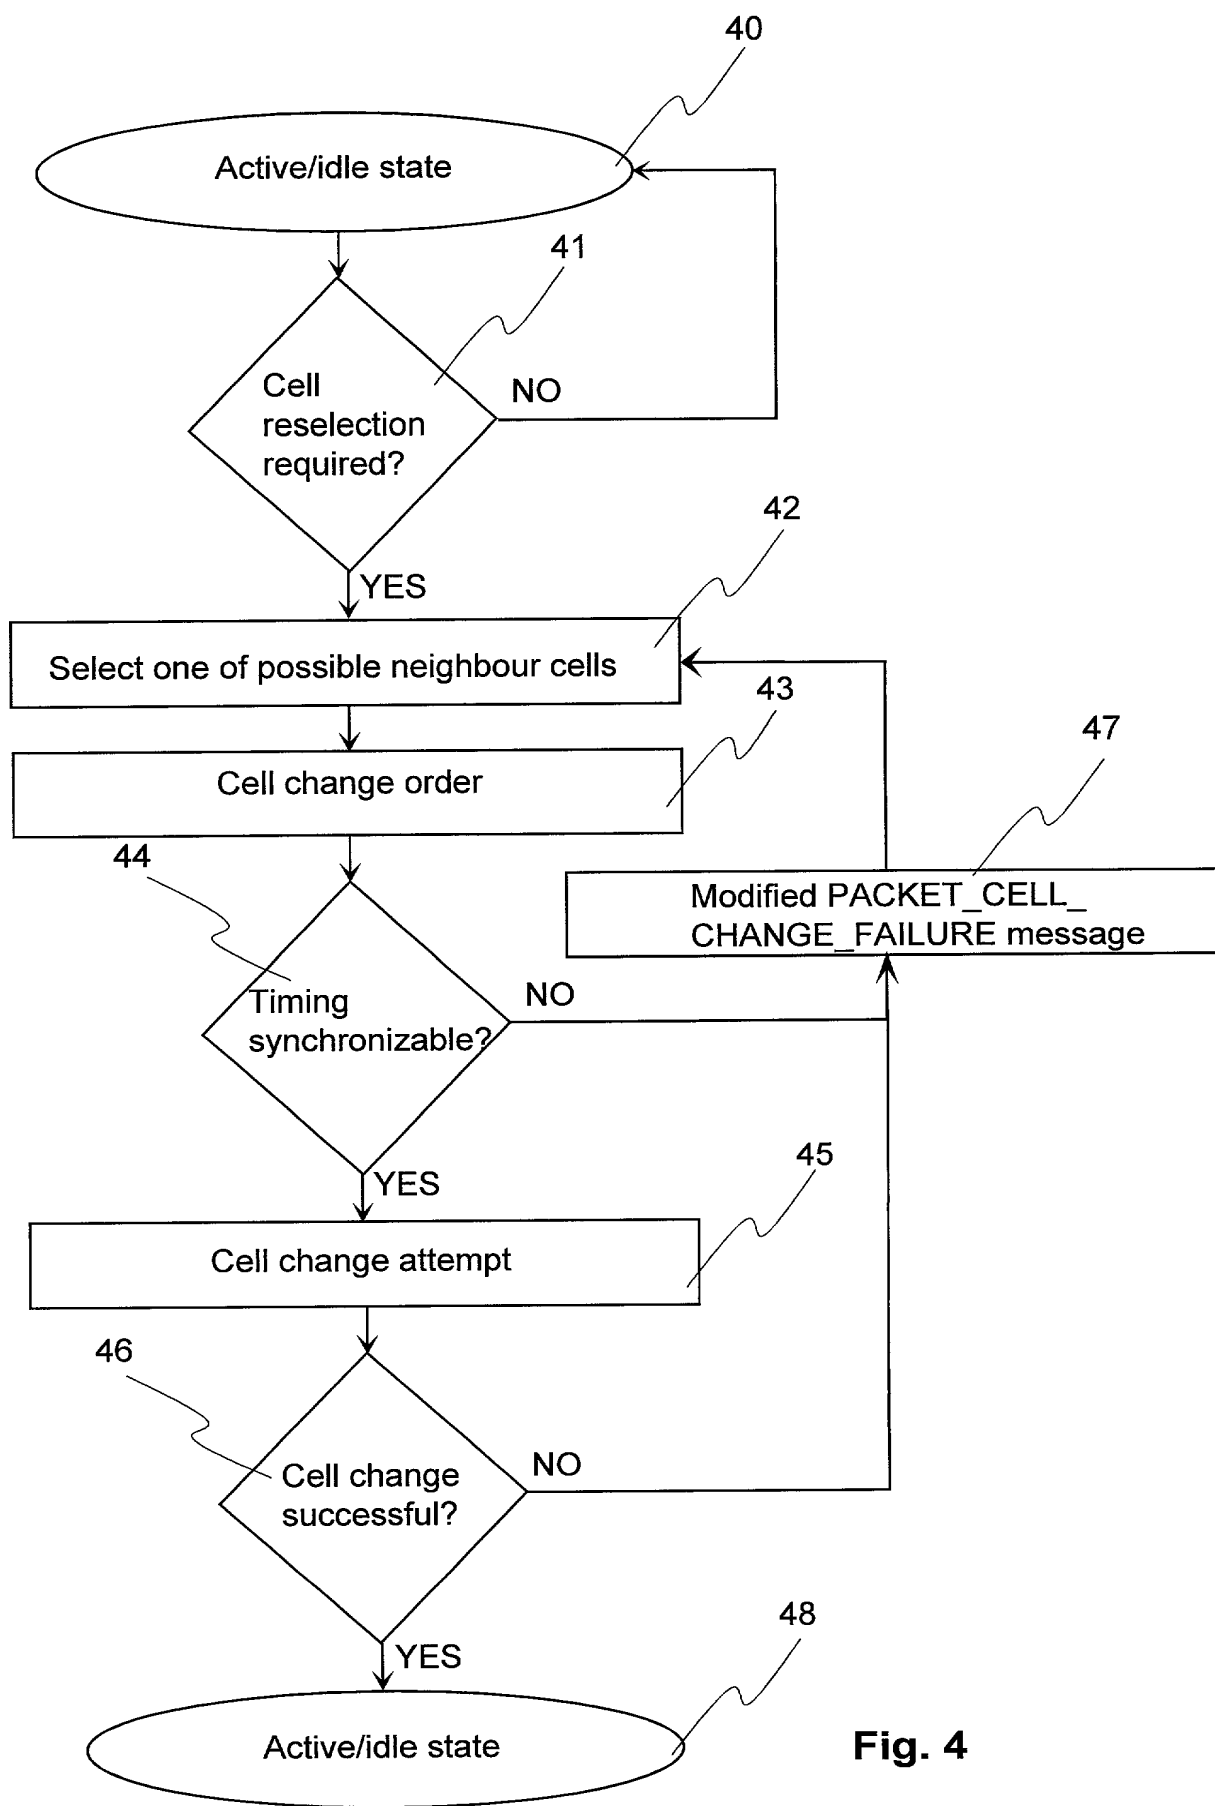 40
Active/idle state
41
Cell
reselection
required?
NO
42
YES
Select one of possible neighbour cells
43
Cell change order
47
44
Modified PACKET_CELL_
CHANGE_FAILURE message
Timing
synchronizable?
NO
45
YES
Cell change attempt
46
Cell change
successful?
NO
48
YES
Active/idle state
Fig. 4